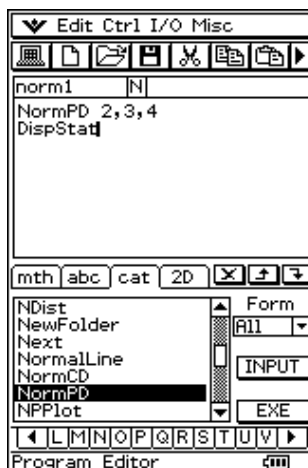 Edit Ctrl I/O Misc
norm1 N
NormPD 2,3,4
DispStat
mth abc cat 2D
NDist
NewFolder
Next
NormalLine
NormCD
NormPD
NPPlot
Form
All
INPUT
EXE
L M N O P Q R S T U V
Program Editor